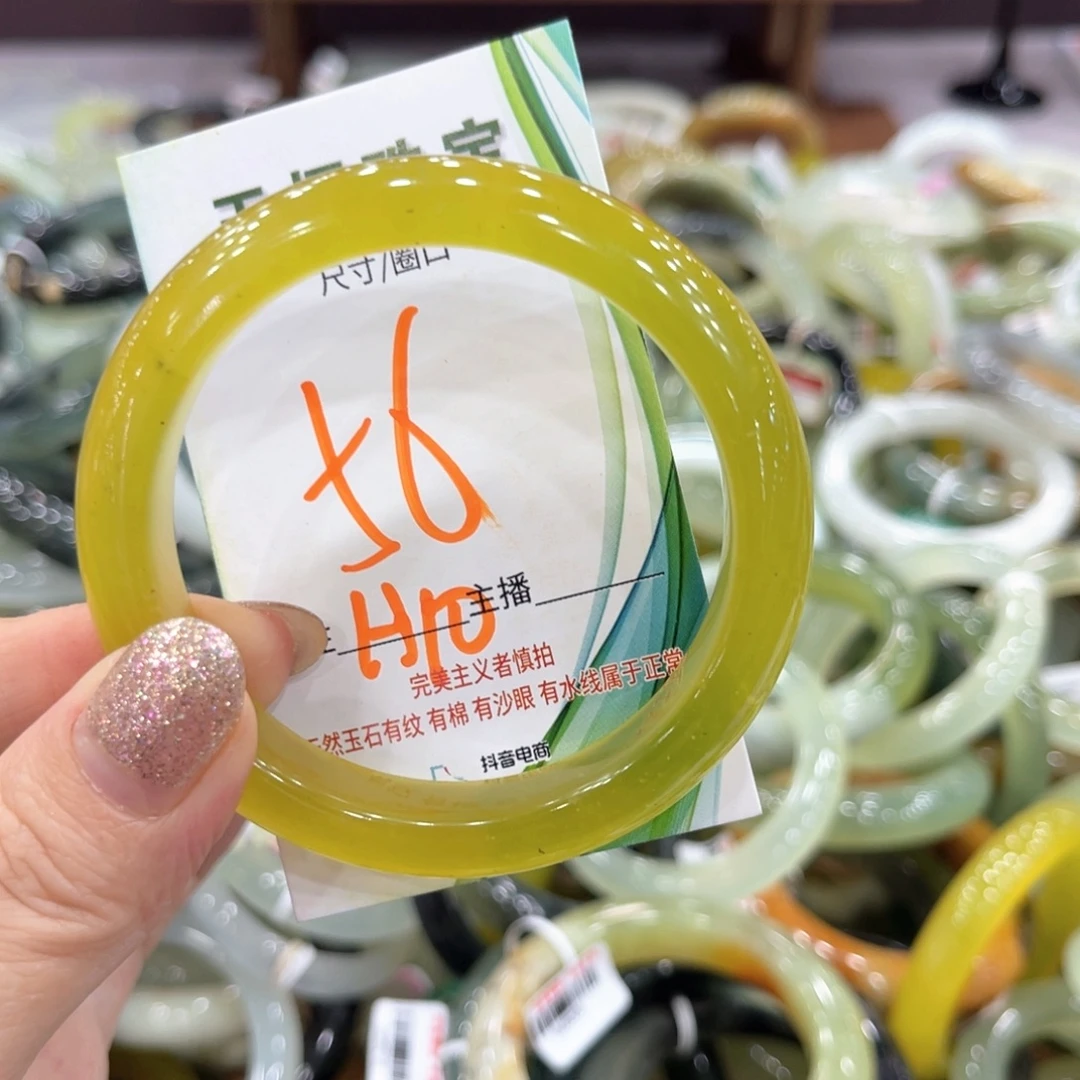 尺寸/圈口
56
H10
主播
完美主义者慎拍
然玉石有纹 有棉 有沙眼 有水线属于正常
抖音电商